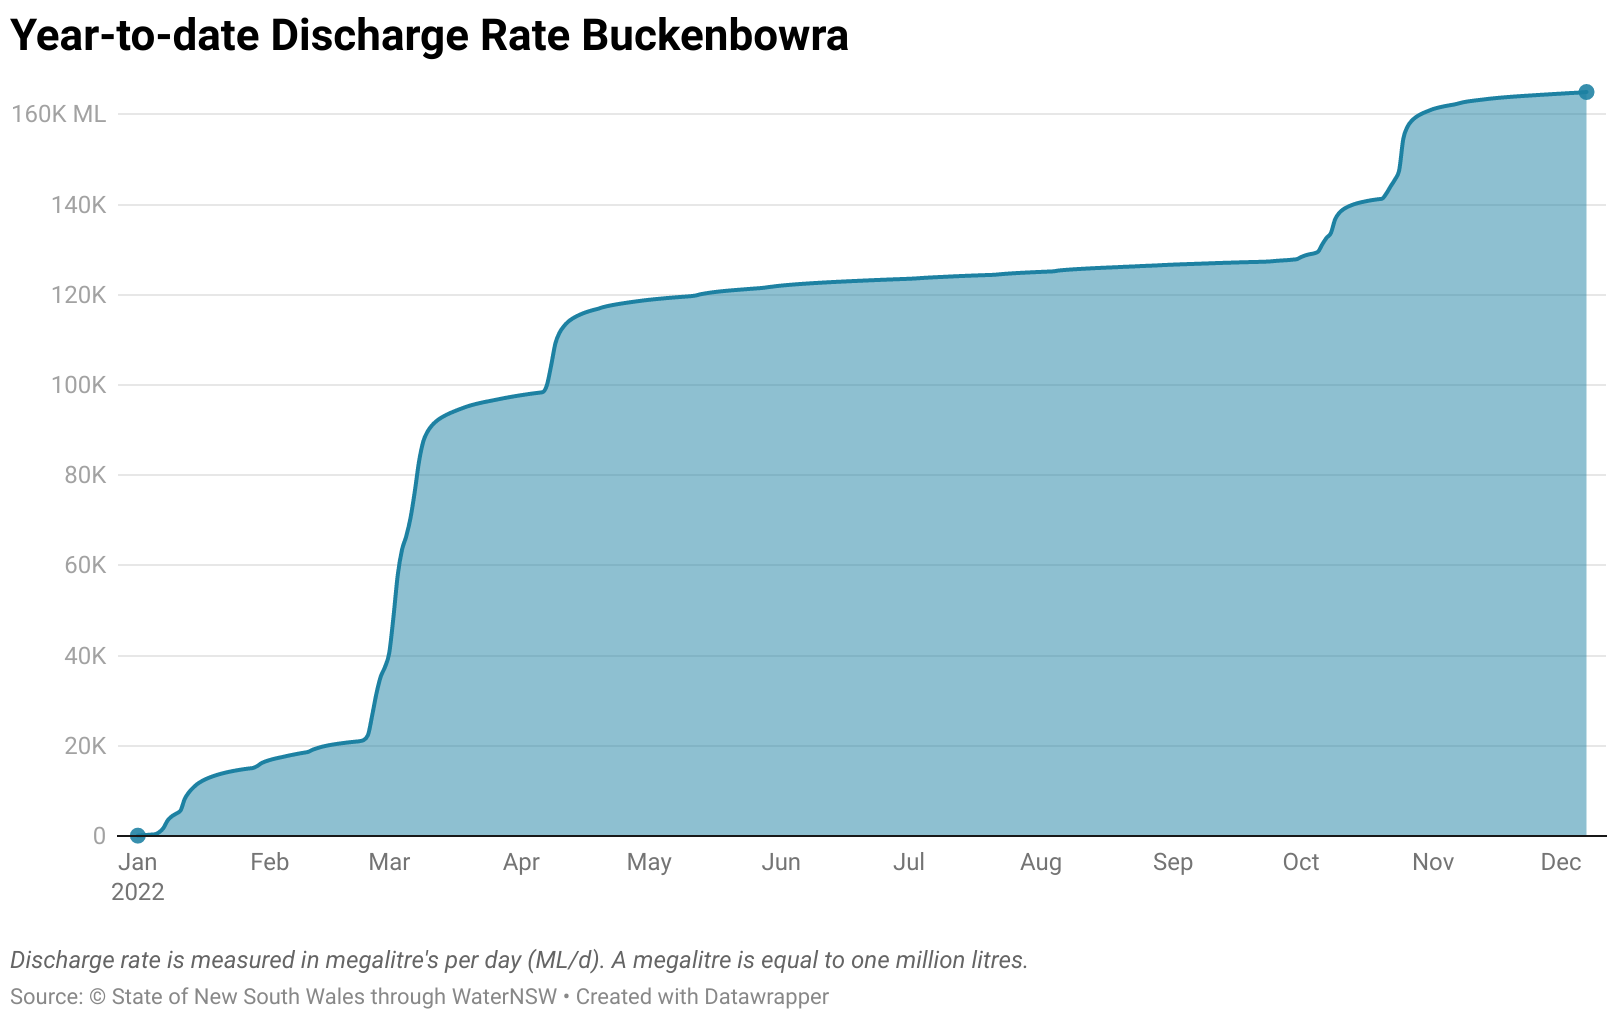 Year-to-date Discharge Rate Buckenbowra
160K ML
140K
120K
100K
80K
60K
40K
20K
0
Jan Feb Mar Apr May Jun Jul Aug Sep Oct Nov Dec
2022
Discharge rate is measured in megalitre's per day (ML/d). A megalitre is equal to one million litres.
Source: © State of New South Wales through WaterNSW • Created with Datawrapper